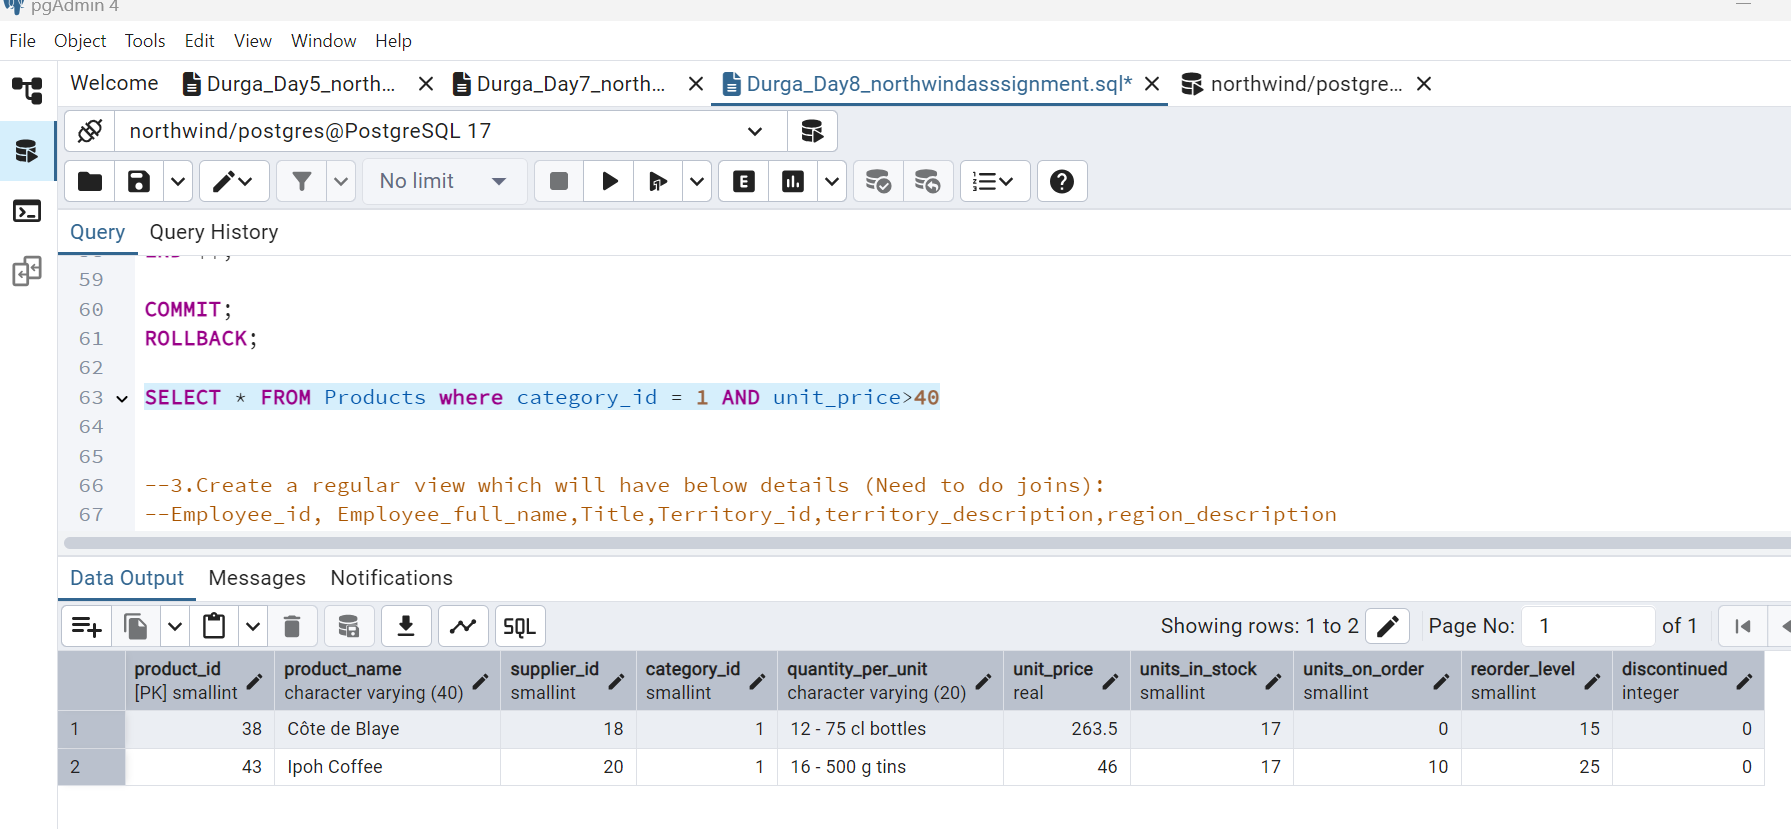 pgAdmin 4
File Object Tools Edit View Window Help
Welcome Durga_Day5_north... Durga_Day7_north... Durga_Day8_northwindasssignment.sql* northwind/postgre...
northwind/postgres@PostgreSQL 17
No limit E
Query Query History
59
60 COMMIT;
61 ROLLBACK;
62
63 SELECT * FROM Products where category_id = 1 AND unit_price>40
64
65
66 --3.Create a regular view which will have below details (Need to do joins):
67 --Employee_id, Employee_full_name,Title,Territory_id,territory_description,region_description
Data Output Messages Notifications
SQL Showing rows: 1 to 2 Page No: 1 of 1
product_id product_name supplier_id category_id quantity_per_unit unit_price units_in_stock units_on_order reorder_level discontinued
[PK] smallint character varying (40) smallint smallint character varying (20) real smallint smallint smallint integer
1 38 Côte de Blaye 18 1 12 - 75 cl bottles 263.5 17 0 15 0
2 43 Ipoh Coffee 20 1 16 - 500 g tins 46 17 10 25 0